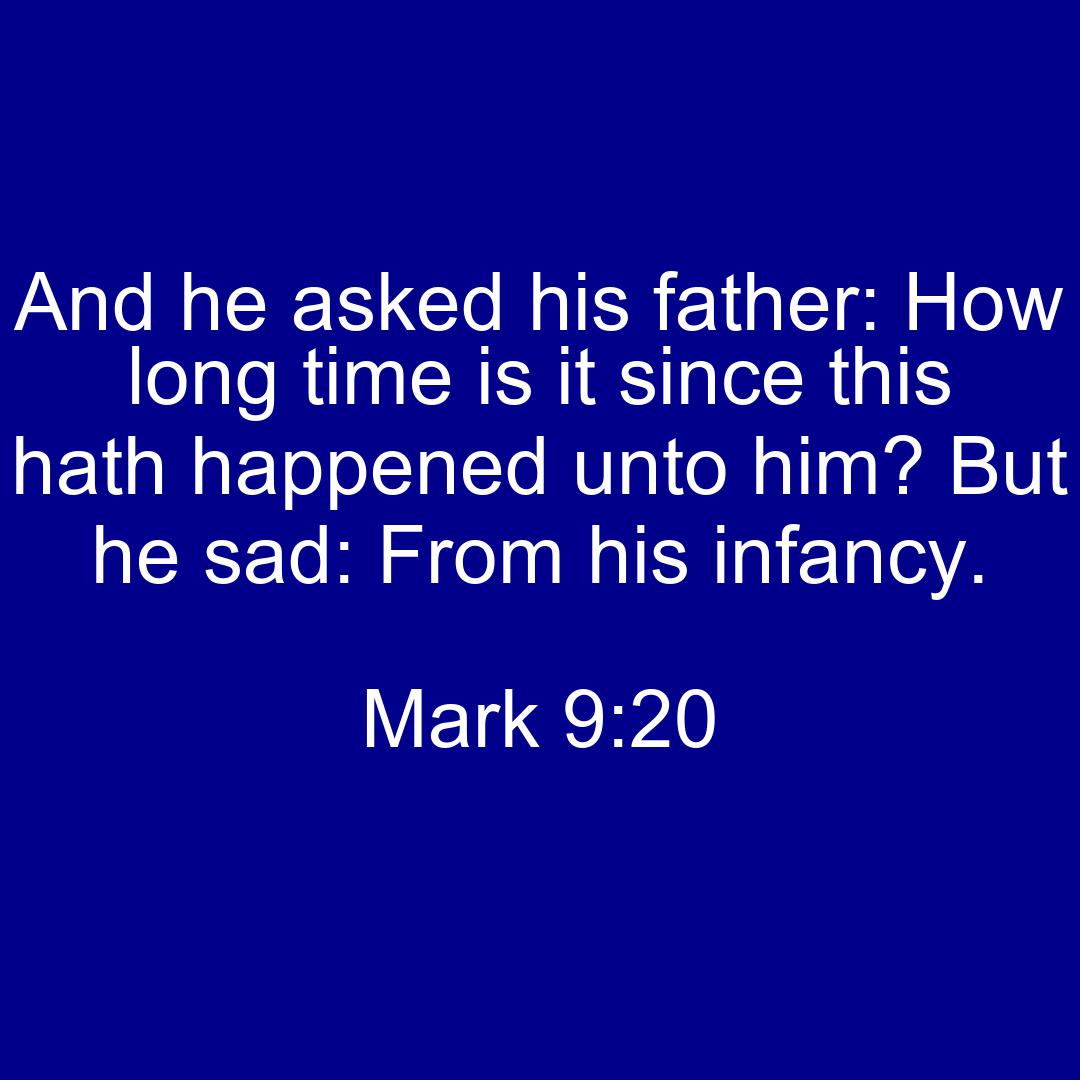 And he asked his father: How
long time is it since this
hath happened unto him? But
he sad: From his infancy.
Mark 9:20